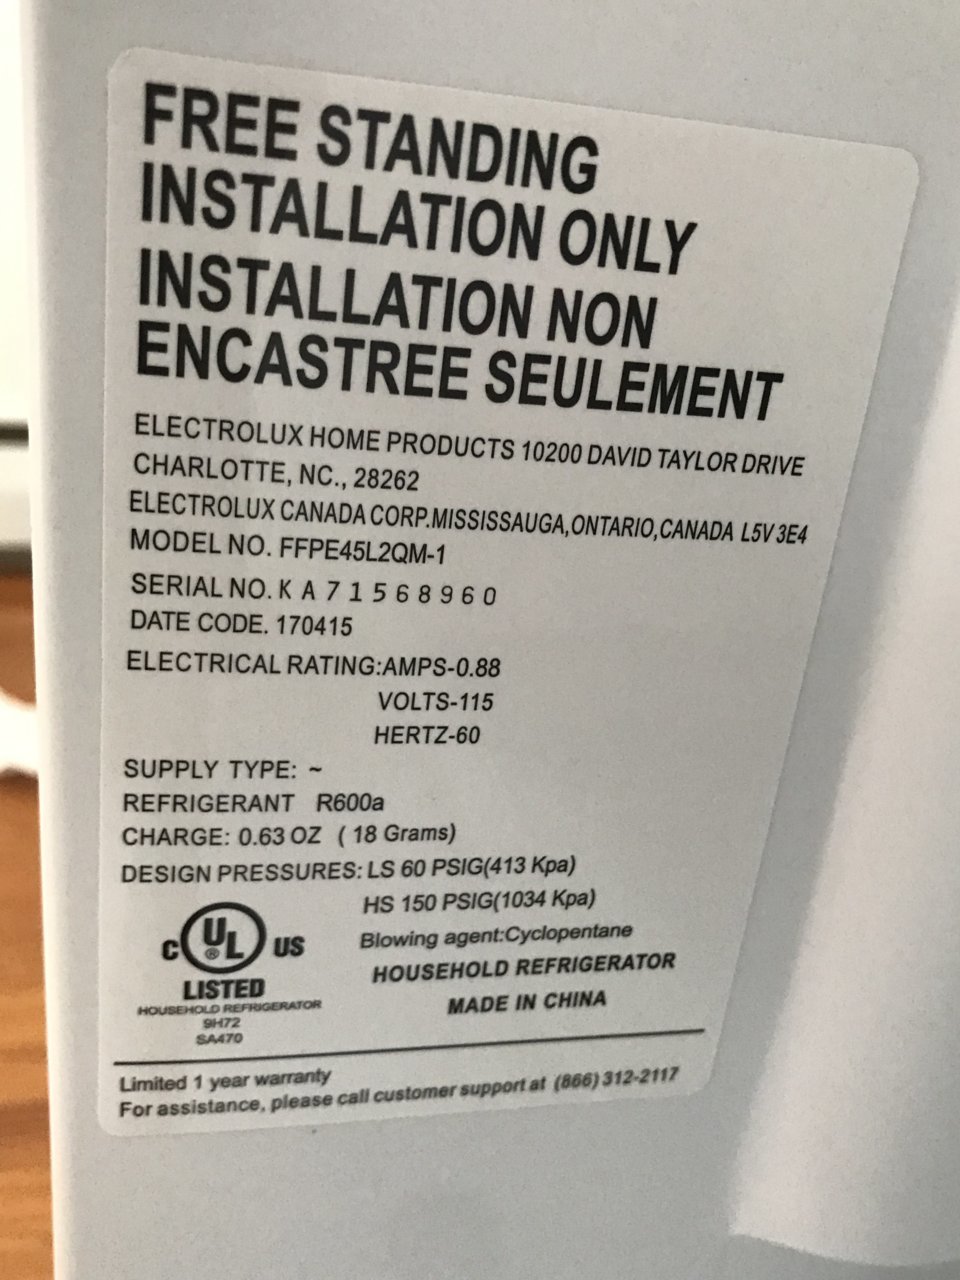 FREE STANDING
INSTALLATION ONLY
INSTALLATION NON
ENCASTREE SEULEMENT
ELECTROLUX HOME PRODUCTS 10200 DAVID TAYLOR DRIVE
CHARLOTTE, NC., 28262
ELECTROLUX CANADA CORP.MISSISSAUGA,ONTARIO,CANADA L5V 3E4
MODEL NO. FFPE45L2QM-1
SERIAL NO. K A 7 1 5 6 8 9 6 0
DATE CODE. 170415
ELECTRICAL RATING:AMPS-0.88
VOLTS-115
HERTZ-60
SUPPLY TYPE: ~
REFRIGERANT R600a
CHARGE: 0.63 OZ ( 18 Grams)
DESIGN PRESSURES: LS 60 PSIG(413 Kpa)
HS 150 PSIG(1034 Kpa)
Blowing agent:Cyclopentane
HOUSEHOLD REFRIGERATOR
MADE IN CHINA
C UL ® US
LISTED
HOUSEHOLD REFRIGERATOR
9H72
SA470
Limited 1 year warranty
For assistance, please call customer support at (866) 312-2117